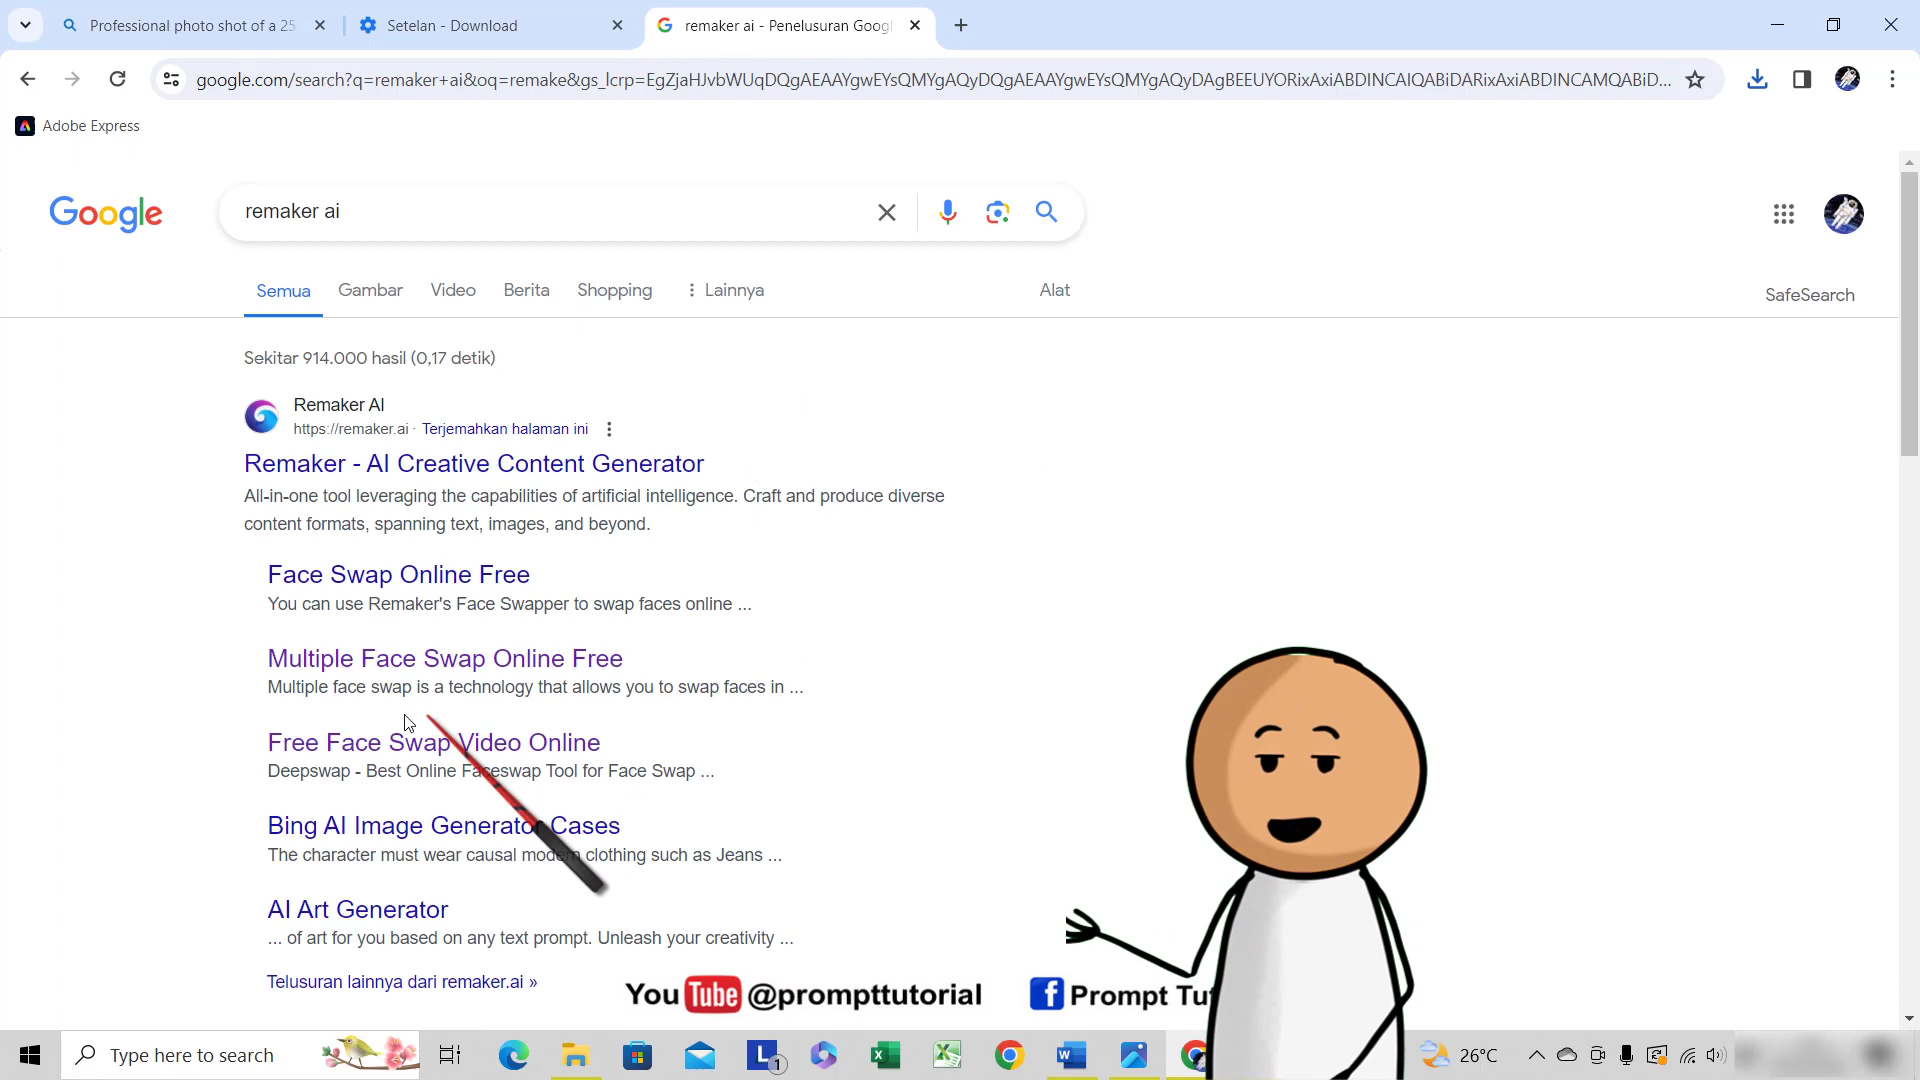 Professional photo shot of a 25
Setelan - Download
remaker ai - Penelusuran Googl
google.com/search?q=remaker+ai&oq=remake&gs_lcrp=EgZjaHJvbWUqDQgAEAAYgwEYsQMYgAQyDQgAEAAYgwEYsQMYgAQyDAgBEEUYORixAxiABDINCAIQABiDARixAxiABDINCAMQABiD...
Adobe Express
Google
remaker ai
Semua
Gambar
Video
Berita
Shopping
Lainnya
Alat
SafeSearch
Sekitar 914.000 hasil (0,17 detik)
Remaker AI
https://remaker.ai · Terjemahkan halaman ini
Remaker - AI Creative Content Generator
All-in-one tool leveraging the capabilities of artificial intelligence. Craft and produce diverse
content formats, spanning text, images, and beyond.
Face Swap Online Free
You can use Remaker's Face Swapper to swap faces online ...
Multiple Face Swap Online Free
Multiple face swap is a technology that allows you to swap faces in ...
Free Face Swap Video Online
Deepswap - Best Online Faceswap Tool for Face Swap ...
Bing AI Image Generator Cases
The character must wear causal modern clothing such as Jeans ...
AI Art Generator
... of art for you based on any text prompt. Unleash your creativity ...
Telusuran lainnya dari remaker.ai »
YouTube @prompttutorial
f Prompt Tut
Type here to search
L
1
26°C